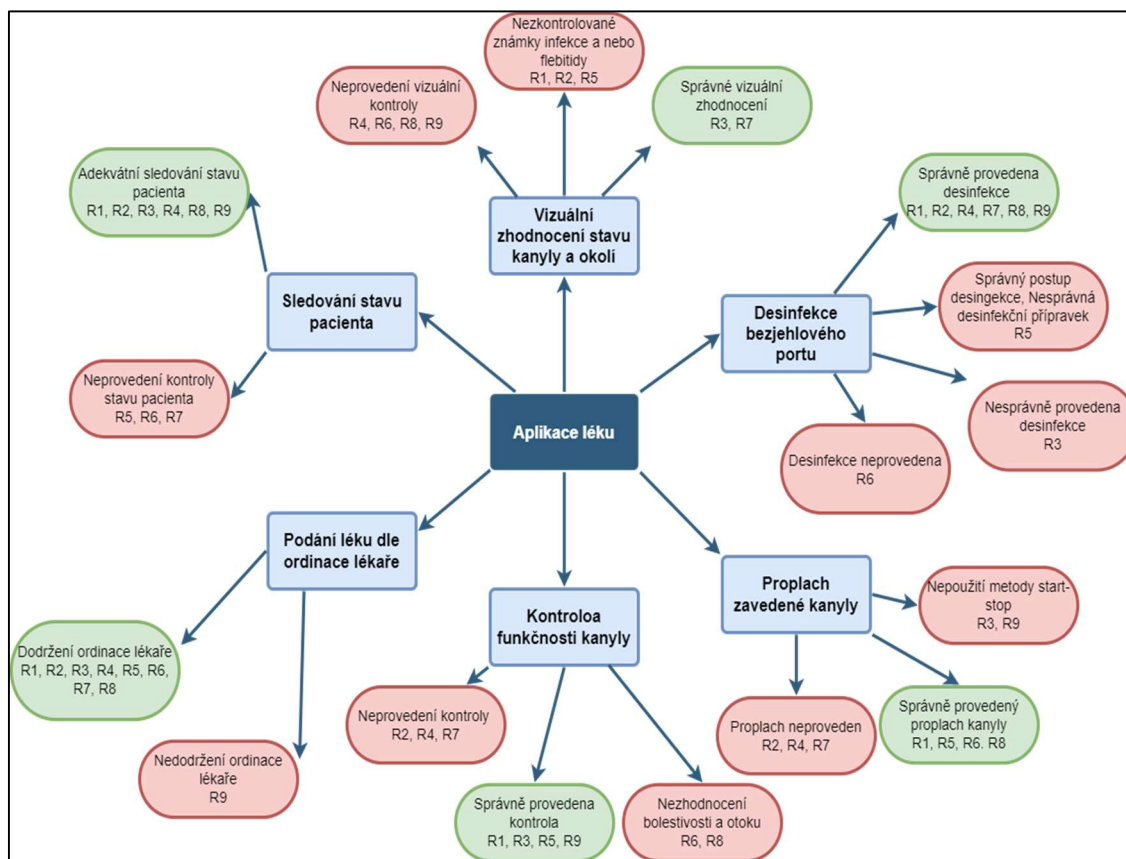 Nezkontrolované
známky infekce a nebo
flebitidy
R1, R2, R5
Neprovedení vizuální
kontroly
R4, R6, R8, R9
Správné vizuální
zhodnocení
R3, R7
Adekvátní sledování stavu
pacienta
R1, R2, R3, R4, R8, R9
Správně provedena
desinfekce
R1, R2, R4, R7, R8, R9
Vizuální
zhodnocení stavu
kanyly a okolí
Sledování stavu
pacienta
Desinfekce
bezjehlového
portu
Správný postup
desingekce, Nesprávná
desinfekční přípravek
R5
Neprovedení kontroly
stavu pacienta
R5, R6, R7
Nesprávně provedena
desinfekce
R3
Aplikace léku
Desinfekce neprovedena
R6
Podání léku dle
ordinace lékaře
Kontroloa
funkčnosti kanyly
Proplach
zavedené kanyly
Nepoužití metody start-
stop
R3, R9
Dodržení ordinace lékaře
R1, R2, R3, R4, R5, R6,
R7, R8
Neprovedení kontroly
R2, R4, R7
Proplach neproveden
R2, R4, R7
Správně provedený
proplach kanyly
R1, R5, R6. R8
Nedodržení ordinace
lékaře
R9
Správně provedena
kontrola
R1, R3, R5, R9
Nezhodnocení
bolestivosti a otoku
R6, R8